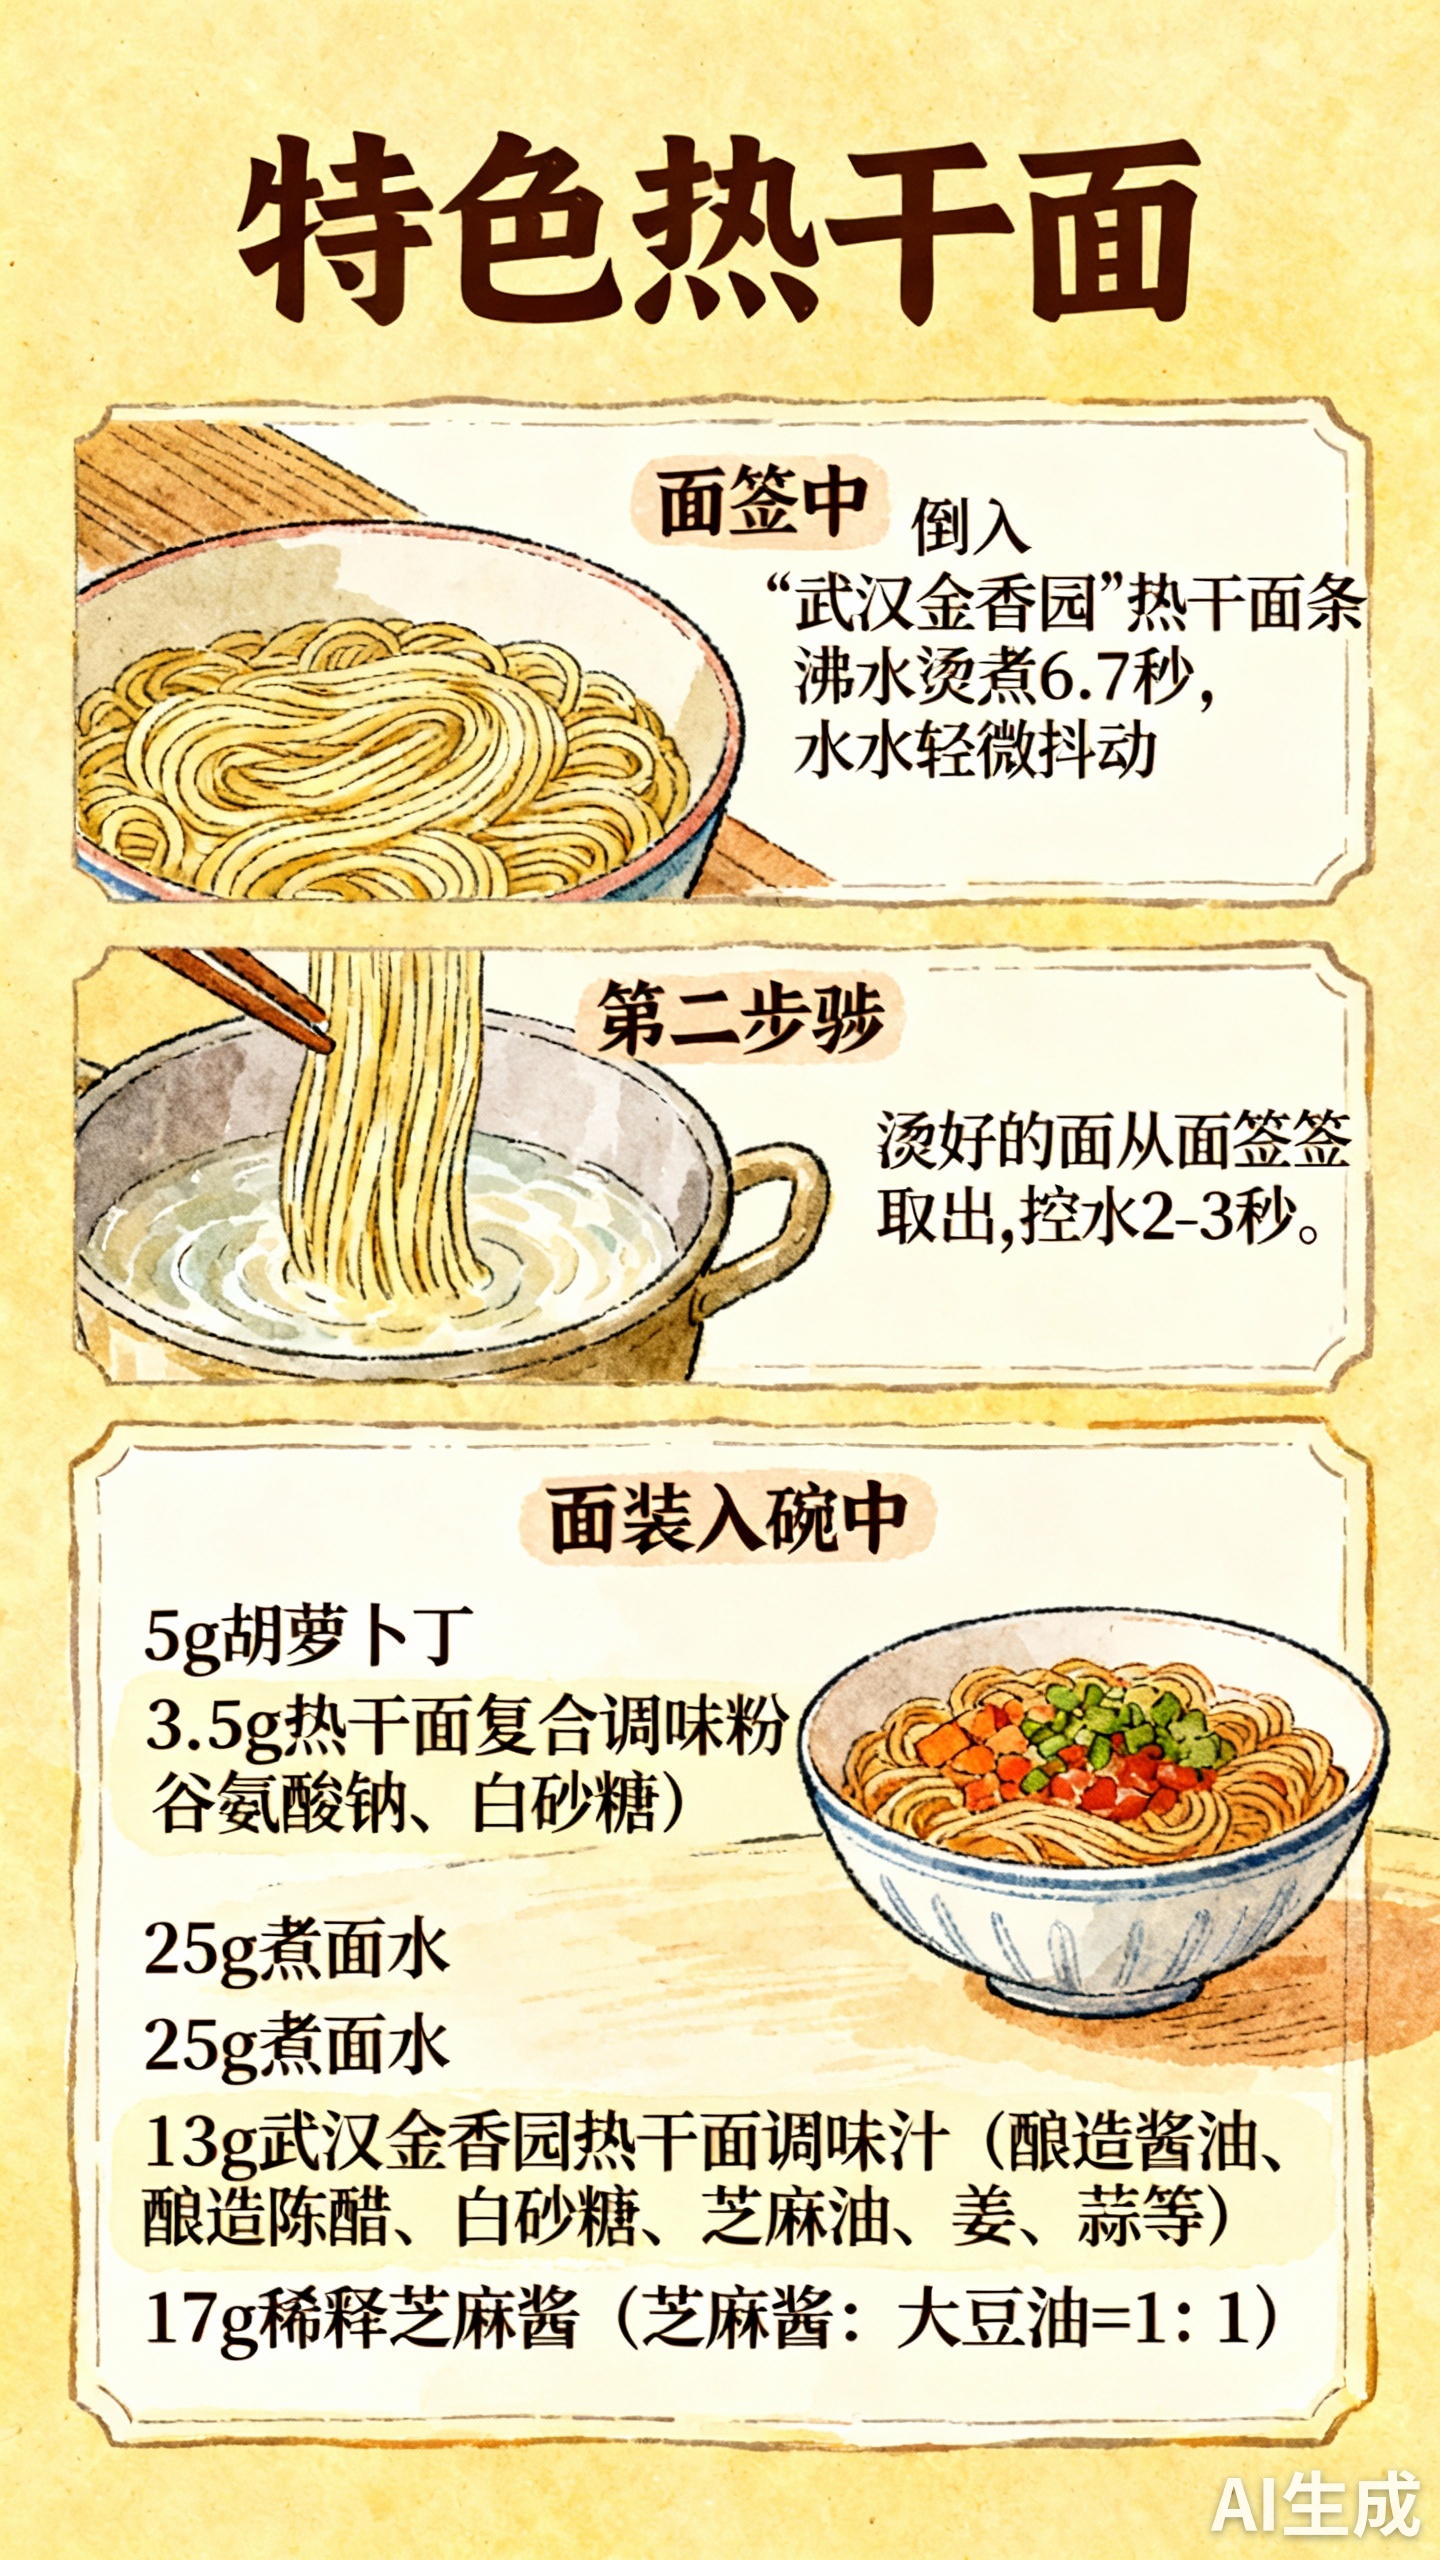 特色热干面
面签中
倒入
“武汉金香园”热干面条
沸水烫煮6.7秒，
水水轻微抖动
第二步骤
烫好的面从面签签
取出,控水2-3秒。
面装入碗中
5g胡萝卜丁
3.5g热干面复合调味粉
谷氨酸钠、白砂糖）
25g煮面水
25g煮面水
13g武汉金香园热干面调味汁（酿造酱油、
酿造陈醋、白砂糖、芝麻油、姜、蒜等）
17g稀释芝麻酱（芝麻酱：大豆油=1：1）
AI生成